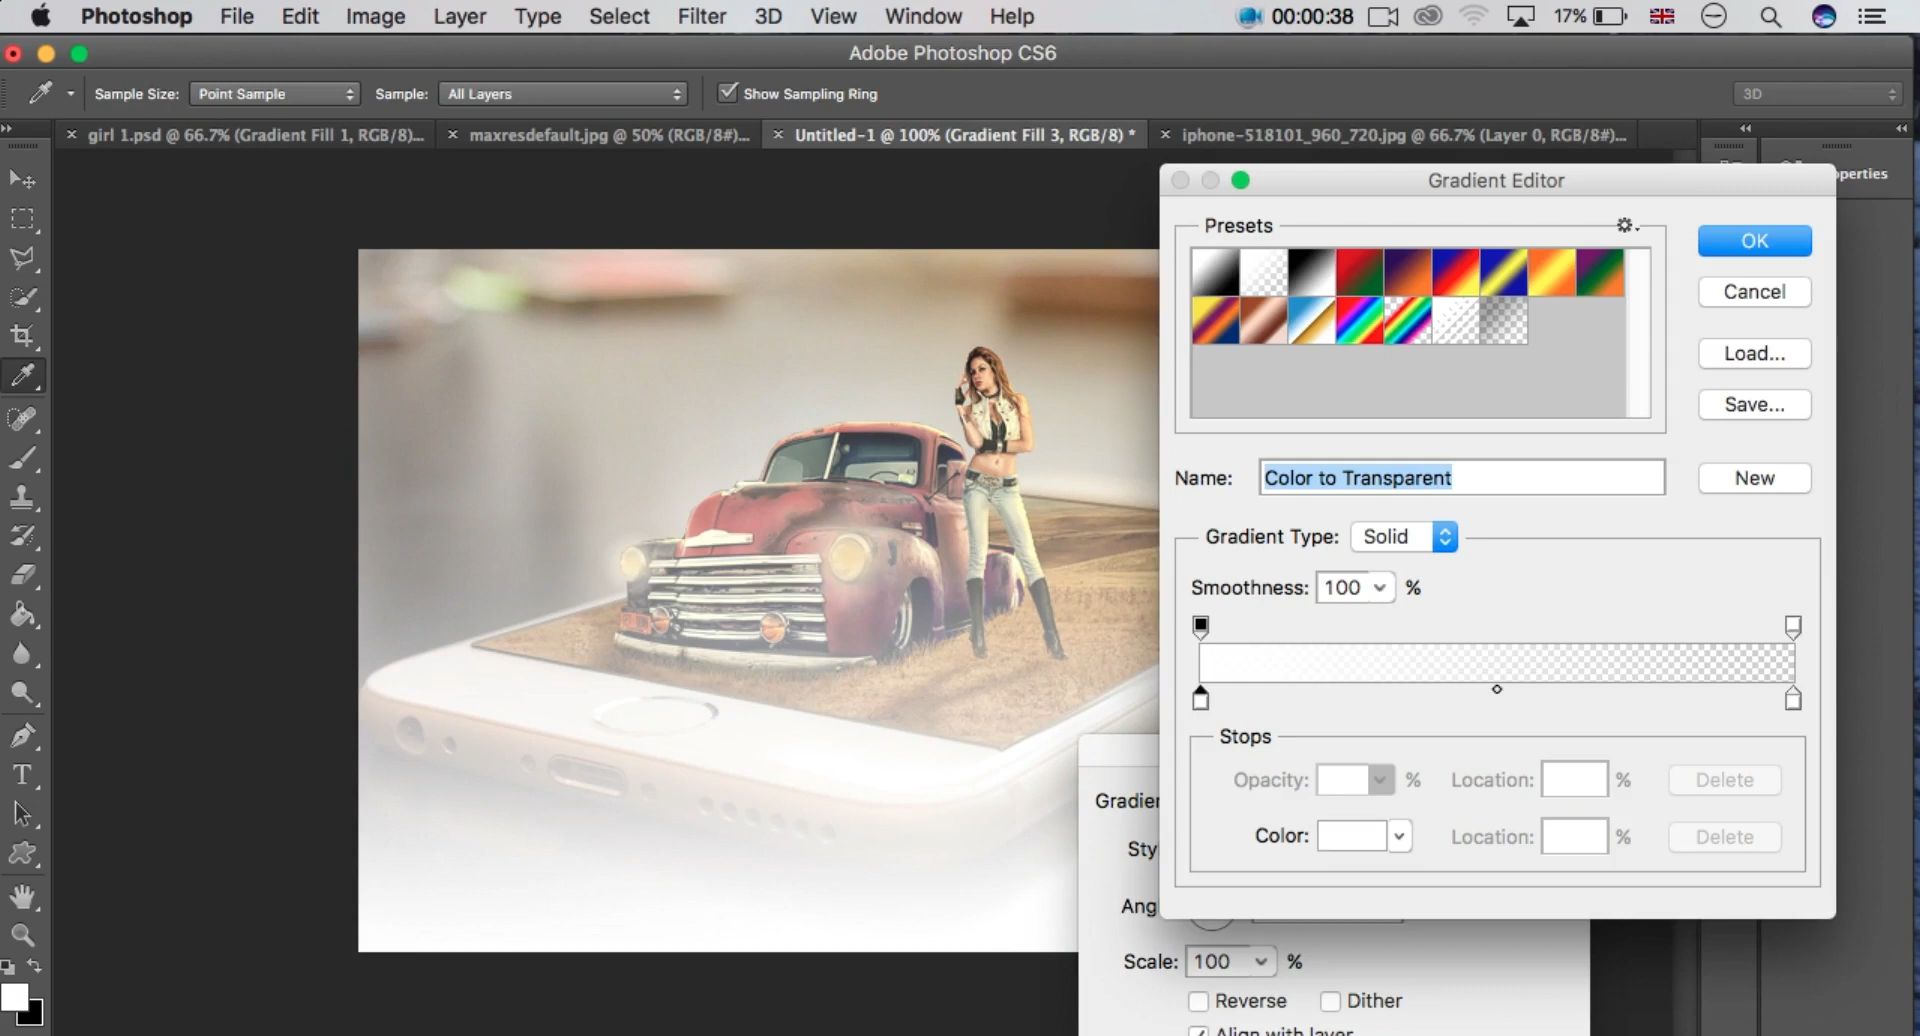 Photoshop File Edit Image Layer Type Select Filter 3D View Window Help 00:00:38 17%
Adobe Photoshop CS6
Sample Size: Point Sample Sample: All Layers Show Sampling Ring 3D
girl 1.psd @ 66.7% (Gradient Fill 1, RGB/8)... maxresdefault.jpg @ 50% (RGB/8#)... Untitled-1 @ 100% (Gradient Fill 3, RGB/8) * iphone-518101_960_720.jpg @ 66.7% (Layer 0, RGB/8#)...
Gradient Editor
operties
Presets
OK
Cancel
Load...
Save...
Name: Color to Transparent New
Gradient Type: Solid
Smoothness: 100 %
Stops
Opacity: % Location: % Delete
Color: Location: % Delete
Gradien
Sty
Ang
Scale: 100 %
Reverse Dither
Align with layer